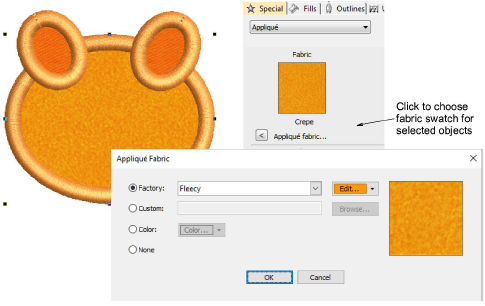 Special Fills Outlines
Appliqué
Fabric
Crepe
< Appliqué fabric...
Click to choose
fabric swatch for
selected objects
Appliqué Fabric
Factory: Fleecy Edit...
Custom: Browse...
Color: Color...
None
OK Cancel